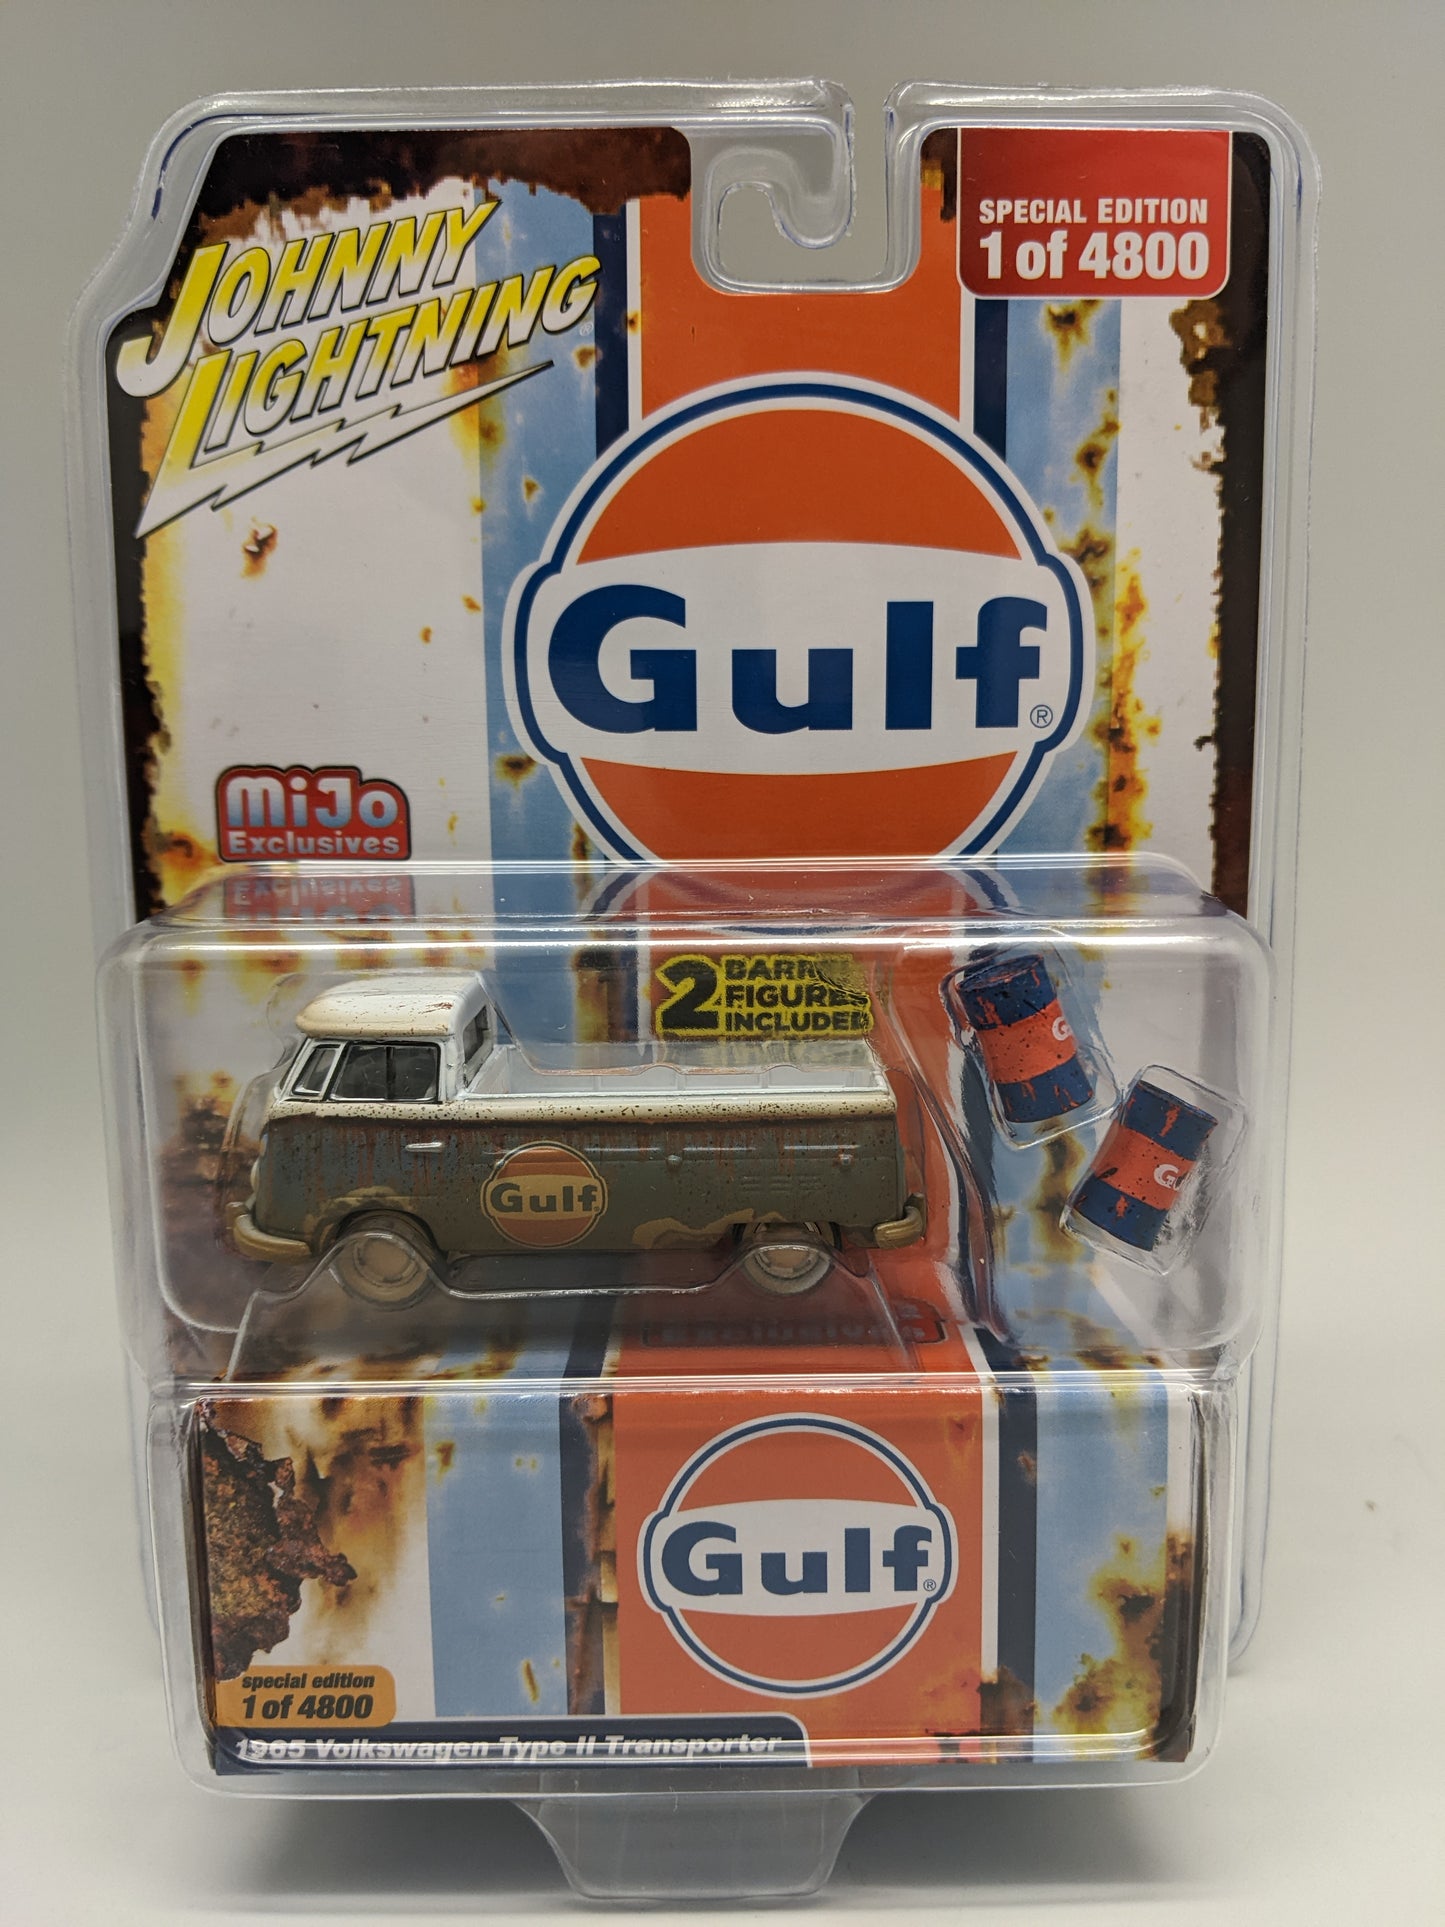 SPECIAL EDITION
1 of 4800
JOHNNY
LIGHTNING
Gulf®
MiJo
Exclusives
2
FIGURES
INCLUDED
Gulf
Gulf®
special edition
1 of 4800
1965 Volkswagen Type II Transporter